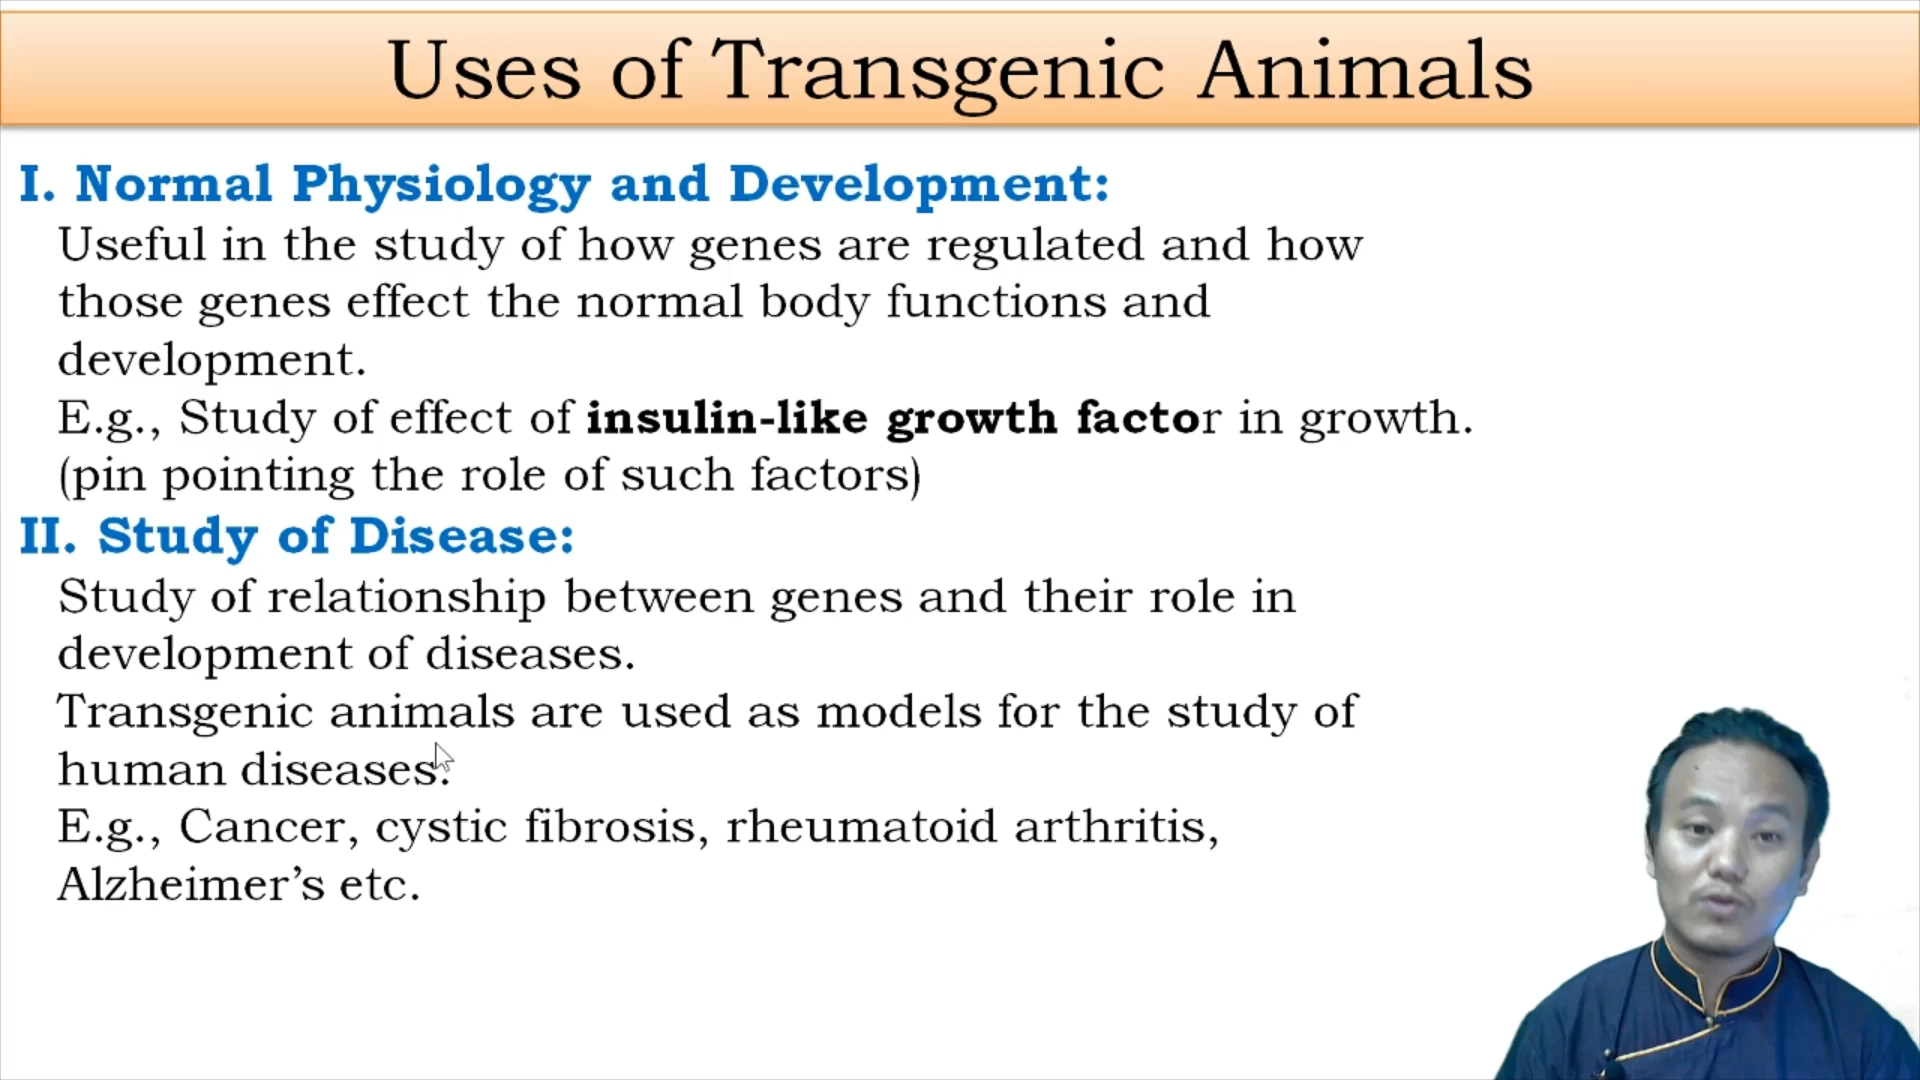 Uses of Transgenic Animals
I. Normal Physiology and Development:
Useful in the study of how genes are regulated and how
those genes effect the normal body functions and
development.
E.g., Study of effect of insulin-like growth factor in growth.
(pin pointing the role of such factors)
II. Study of Disease:
Study of relationship between genes and their role in
development of diseases.
Transgenic animals are used as models for the study of
human diseases.
E.g., Cancer, cystic fibrosis, rheumatoid arthritis,
Alzheimer’s etc.